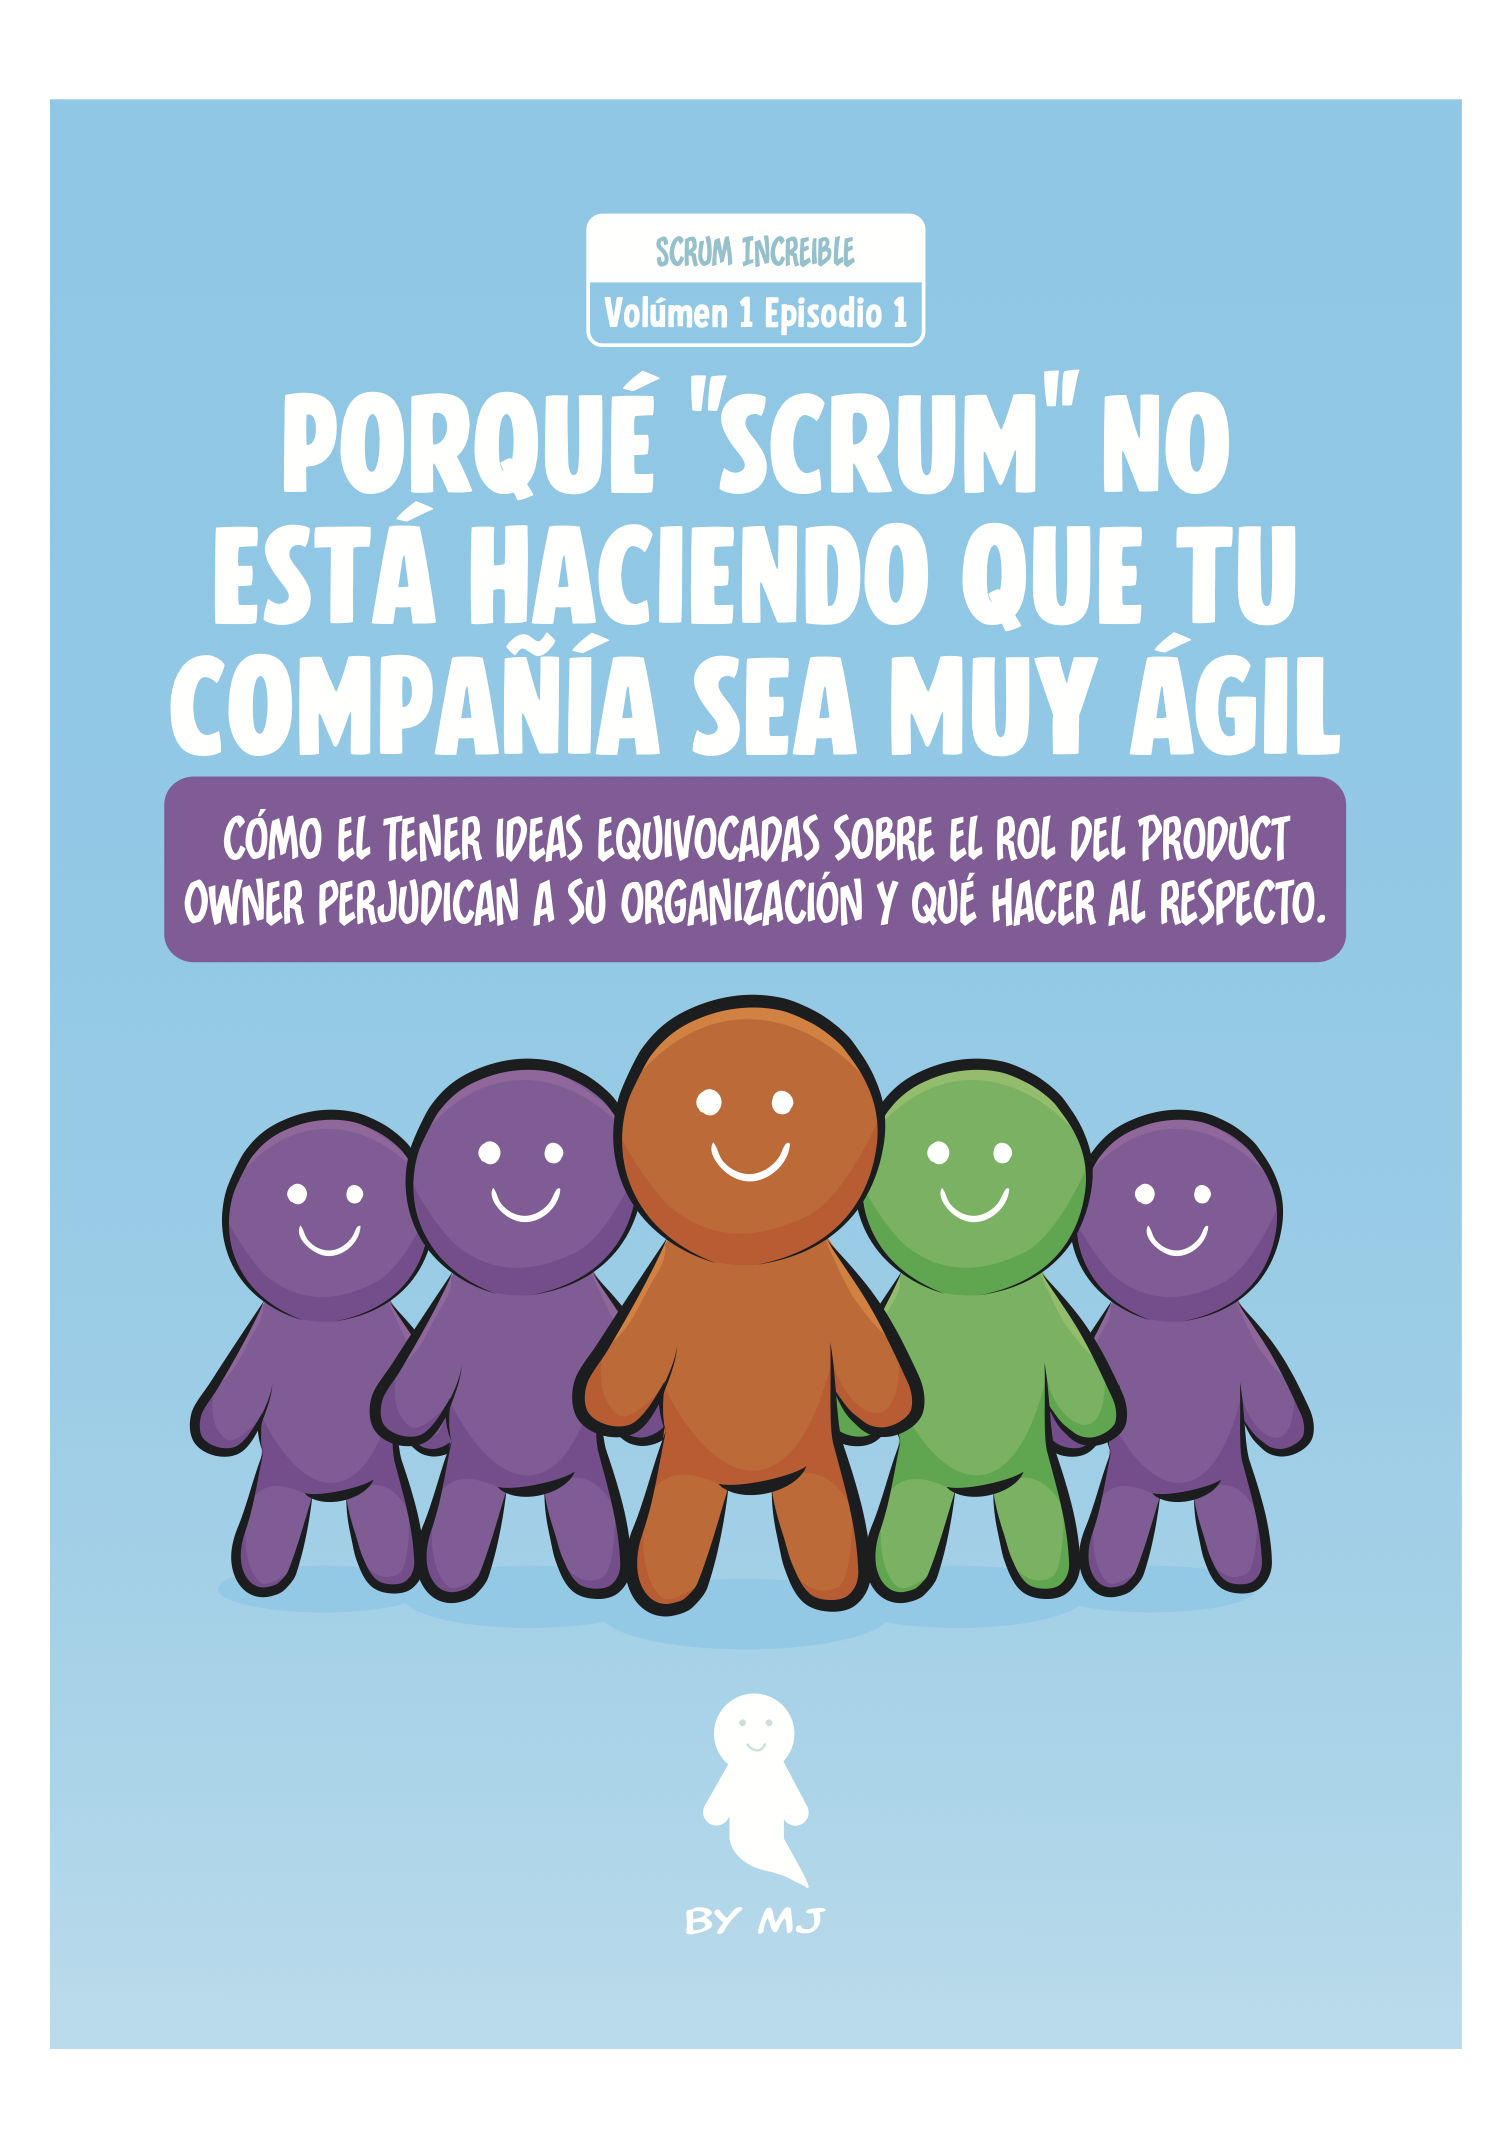 SCRUM INCREIBLE
Volúmen 1 Episodio 1
PORQUÉ "SCRUM" NO
ESTÁ HACIENDO QUE TU
COMPAÑÍA SEA MUY ÁGIL
CÓMO EL TENER IDEAS EQUIVOCADAS SOBRE EL ROL DEL PRODUCT
OWNER PERJUDICAN A SU ORGANIZACIÓN Y QUÉ HACER AL RESPECTO.
BY MJ